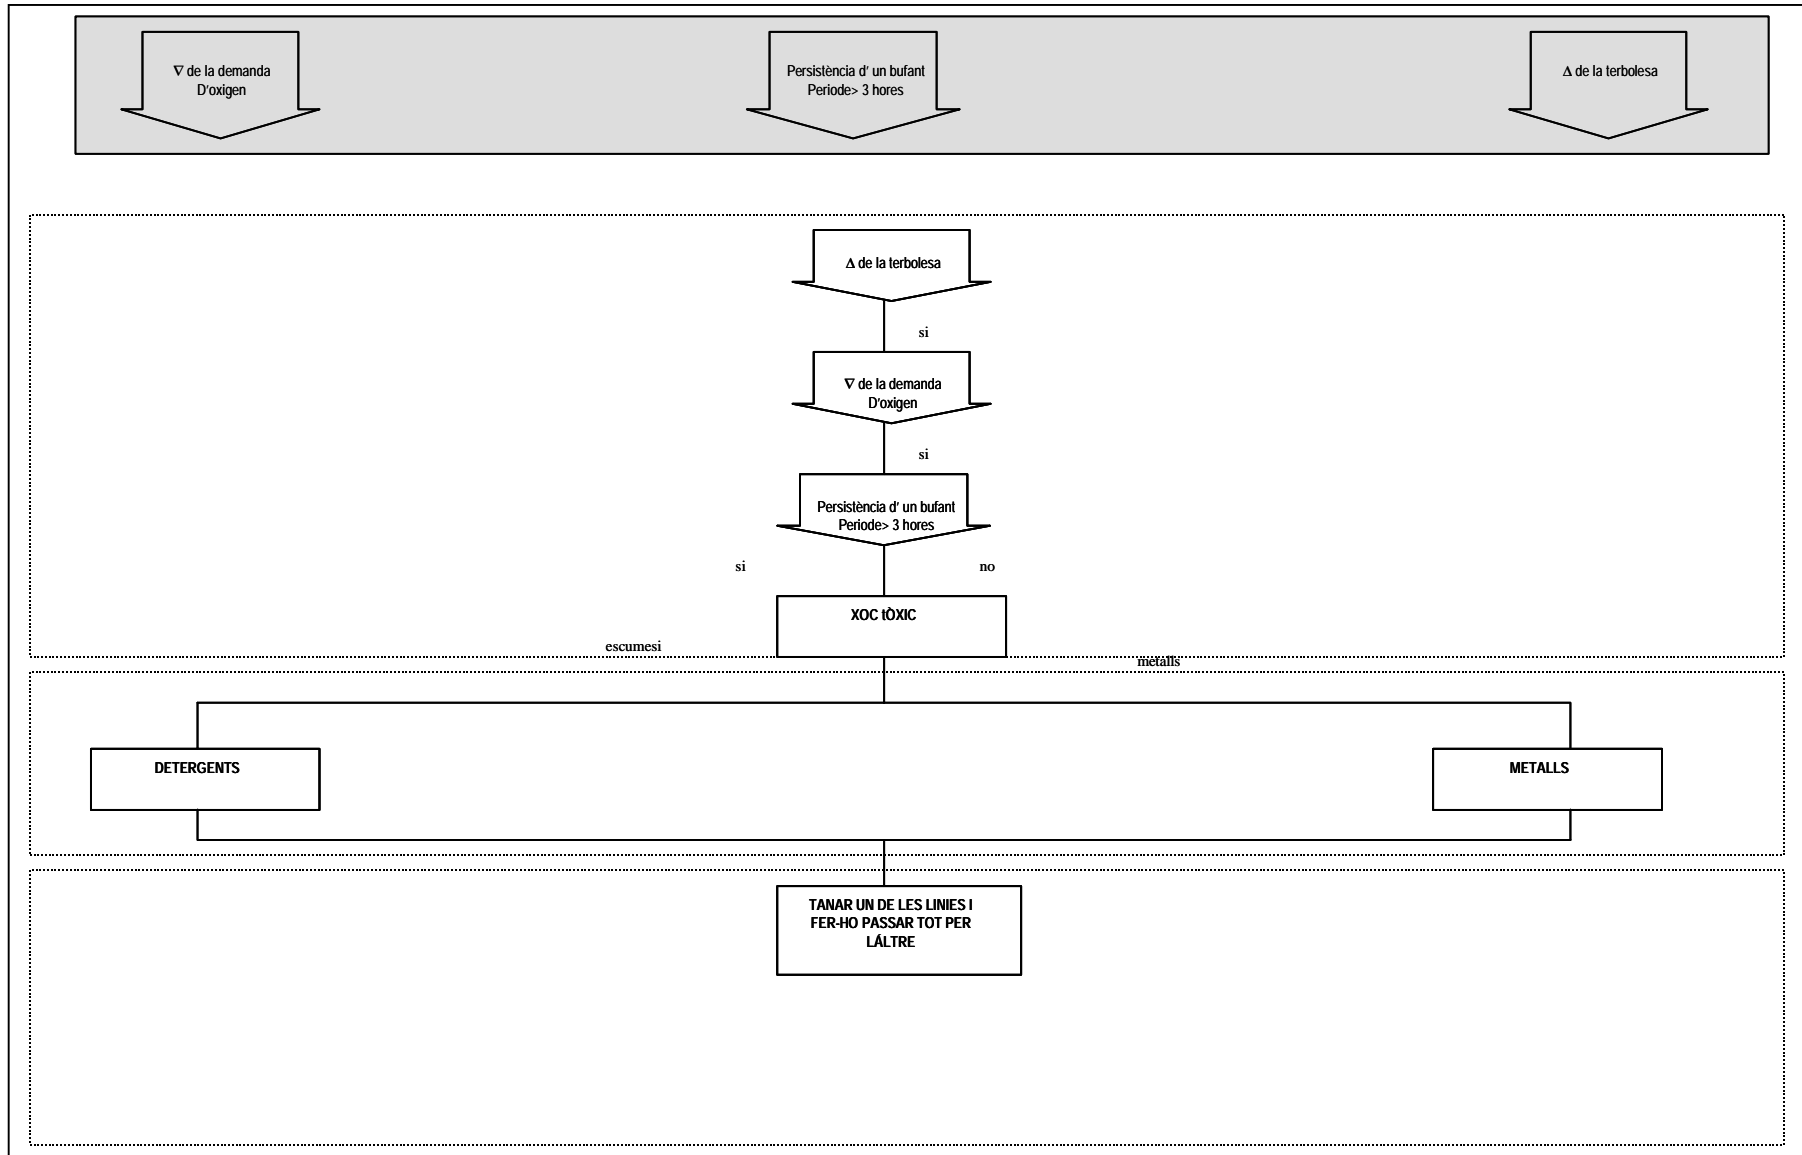 ∇ de la demanda
D'oxigen
Persistència d' un bufant
Periode> 3 hores
Δ de la terbolesa
Δ de la terbolesa
si
∇ de la demanda
D'oxigen
si
Persistència d' un bufant
Periode> 3 hores
si
no
XOC tÒXIC
escumesi
metalls
DETERGENTS
METALLS
TANAR UN DE LES LINIES I
FER-HO PASSAR TOT PER
LÁLTRE